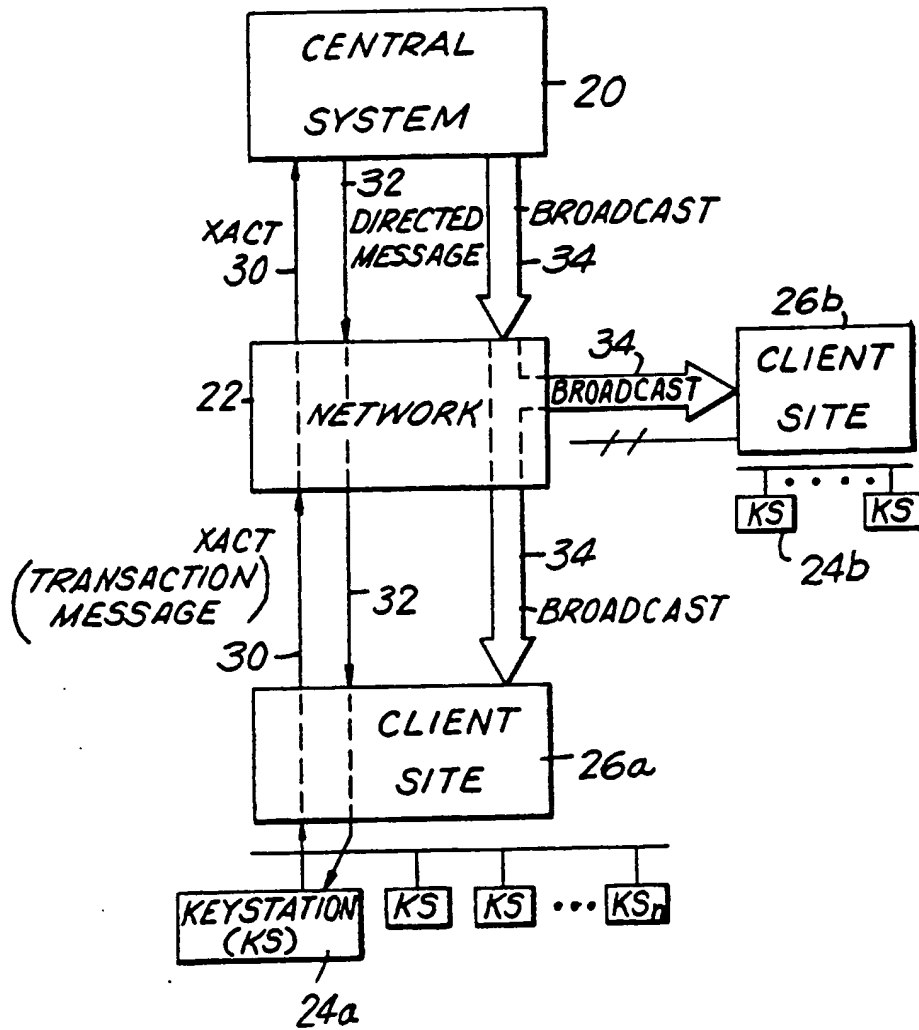 CENTRAL
SYSTEM
20
32
DIRECTED
MESSAGE
XACT
30
BROADCAST
34
26b
CLIENT
SITE
34
BROADCAST
22
NETWORK
KS
....
KS
24b
XACT
(TRANSACTION
MESSAGE)
30
32
34
BROADCAST
CLIENT
SITE
26a
KEYSTATION
(KS)
KS
KS
...
KSn
24a